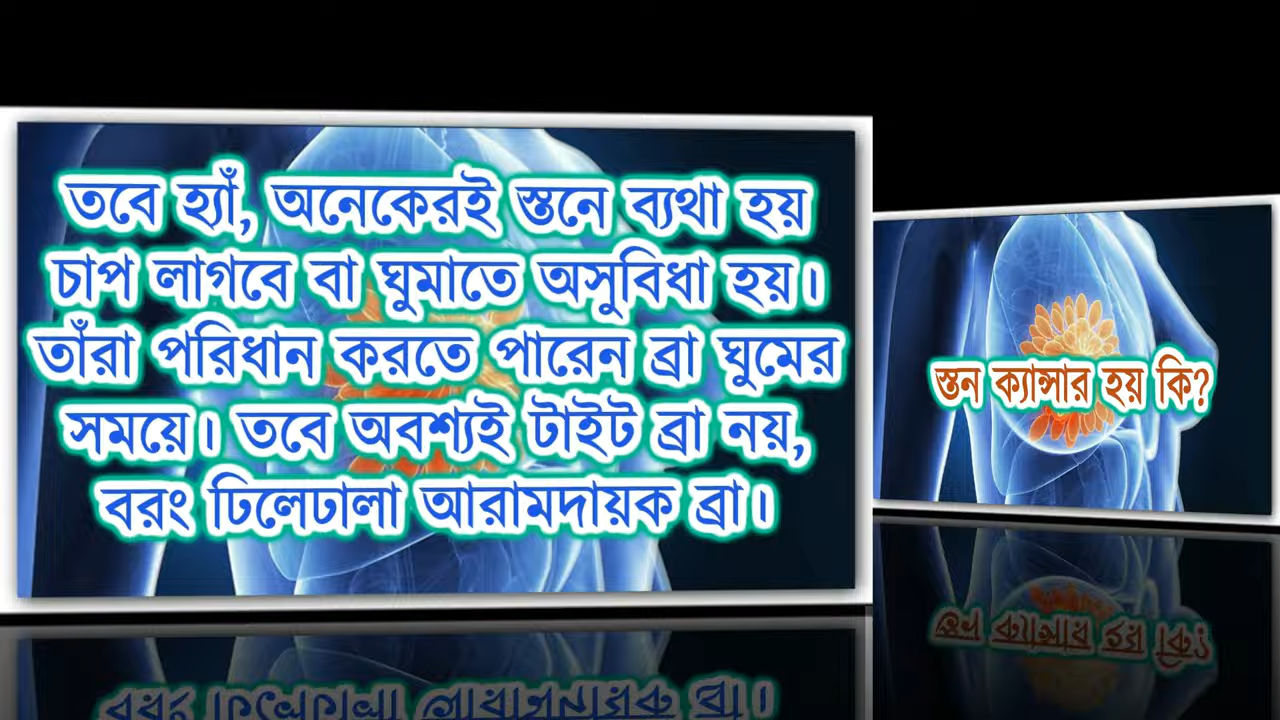 তবে হ্যাঁ, অনেকেরই স্তনে ব্যথা হয়
চাপ লাগবে বা ঘুমাতে অসুবিধা হয়।
তাঁরা পরিধান করতে পারেন ব্রা ঘুমের
সময়ে। তবে অবশ্যই টাইট ব্রা নয়,
বরং ঢিলেঢালা আরামদায়ক ব্রা।
স্তন ক্যান্সার হয় কি?